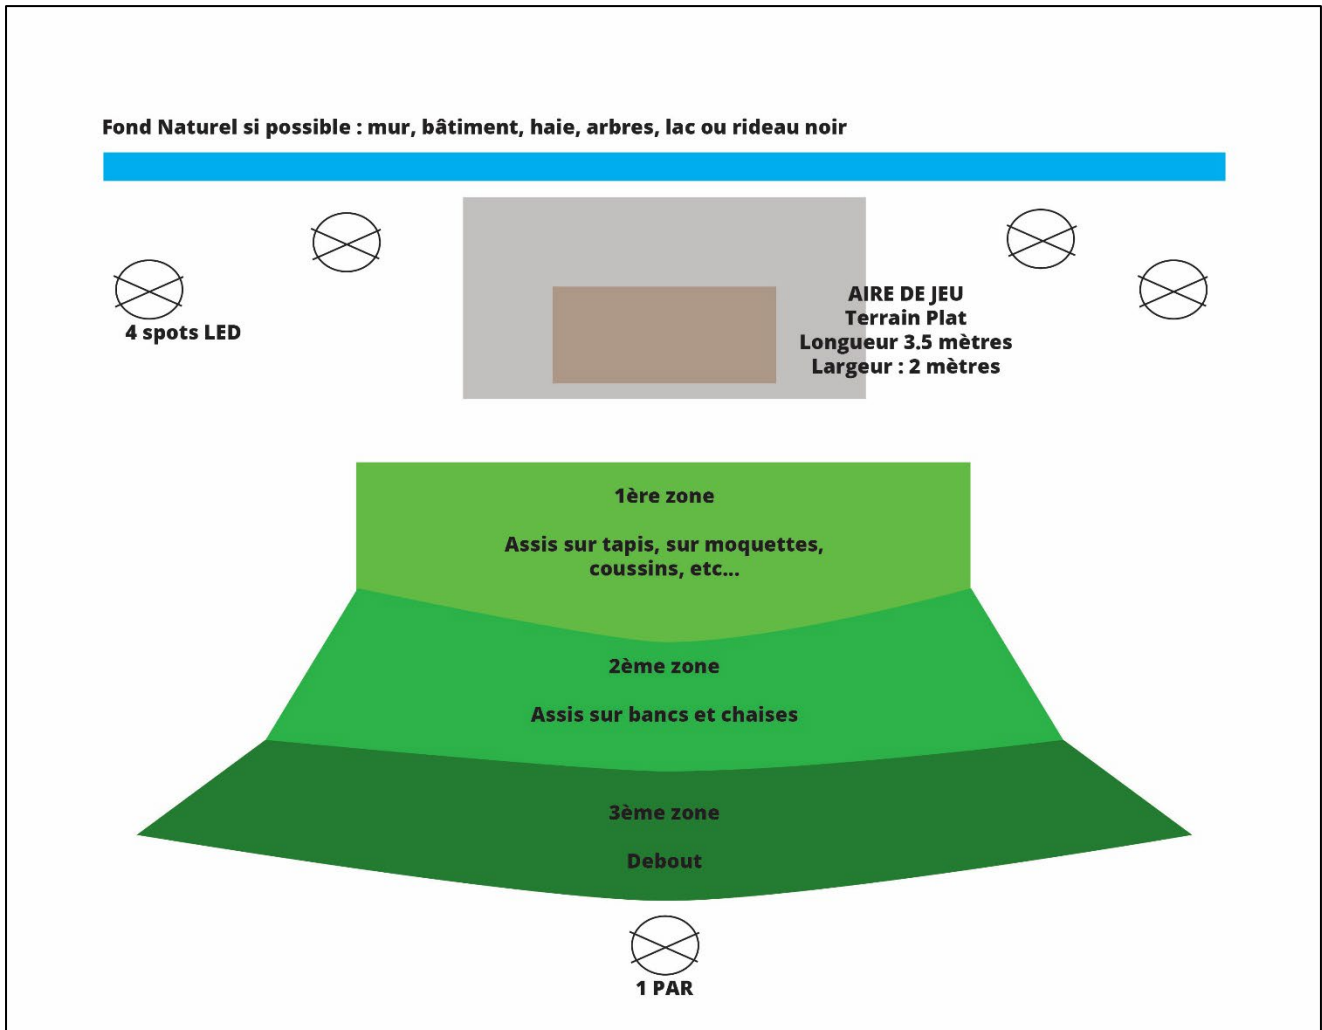 Fond Naturel si possible : mur, bâtiment, haie, arbres, lac ou rideau noir
4 spots LED
AIRE DE JEU
Terrain Plat
Longueur 3.5 mètres
Largeur : 2 mètres
1ère zone
Assis sur tapis, sur moquettes,
coussins, etc...
2ème zone
Assis sur bancs et chaises
3ème zone
Debout
1 PAR